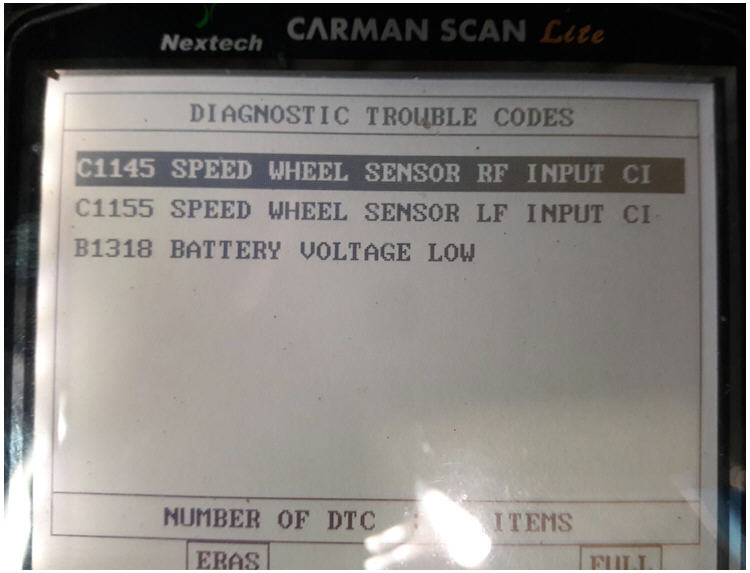 Nextech CARMAN SCAN Lite
DIAGNOSTIC TROUBLE CODES
C1145 SPEED WHEEL SENSOR RF INPUT CI
C1155 SPEED WHEEL SENSOR LF INPUT CI
B1318 BATTERY VOLTAGE LOW
NUMBER OF DTC : ITEMS
ERAS FULL